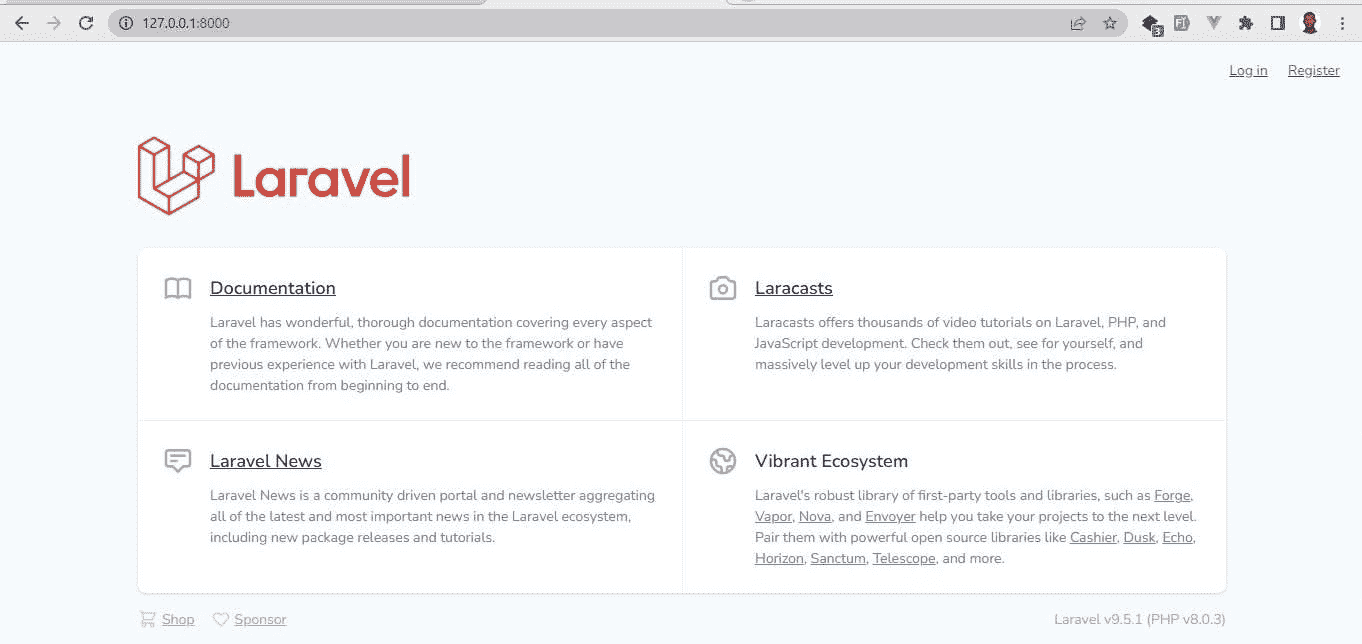 127.0.0.1:8000
3
Log in Register
Laravel
Documentation
Laravel has wonderful, thorough documentation covering every aspect
of the framework. Whether you are new to the framework or have
previous experience with Laravel, we recommend reading all of the
documentation from beginning to end.
Laracasts
Laracasts offers thousands of video tutorials on Laravel, PHP, and
JavaScript development. Check them out, see for yourself, and
massively level up your development skills in the process.
Laravel News
Laravel News is a community driven portal and newsletter aggregating
all of the latest and most important news in the Laravel ecosystem,
including new package releases and tutorials.
Vibrant Ecosystem
Laravel's robust library of first-party tools and libraries, such as Forge,
Vapor, Nova, and Envoyer help you take your projects to the next level.
Pair them with powerful open source libraries like Cashier, Dusk, Echo,
Horizon, Sanctum, Telescope, and more.
Shop Sponsor
Laravel v9.5.1 (PHP v8.0.3)